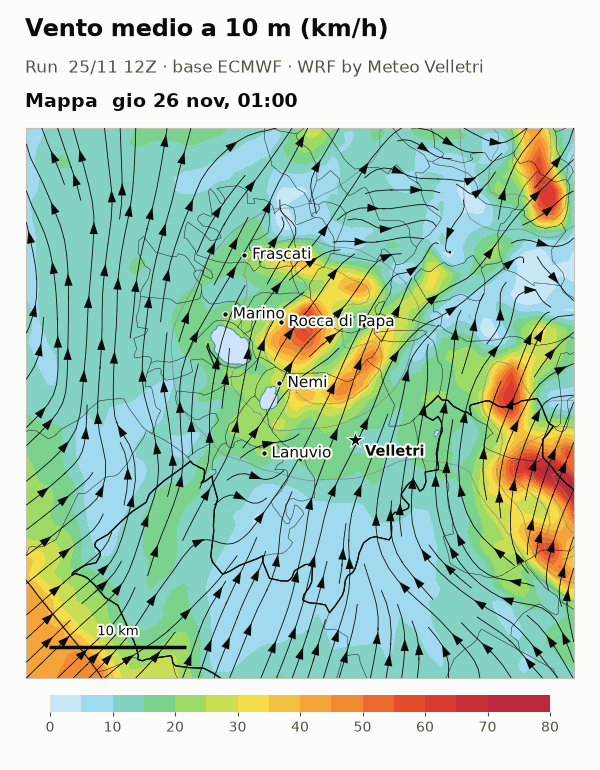 Vento medio a 10 m (km/h)
Run  25/11 12Z · base ECMWF · WRF by Meteo Velletri
Mappa  gio 26 nov, 01:00
Frascati
Marino
Rocca di Papa
Nemi
Velletri
Lanuvio
10 km
0 10 20 30 40 50 60 70 80